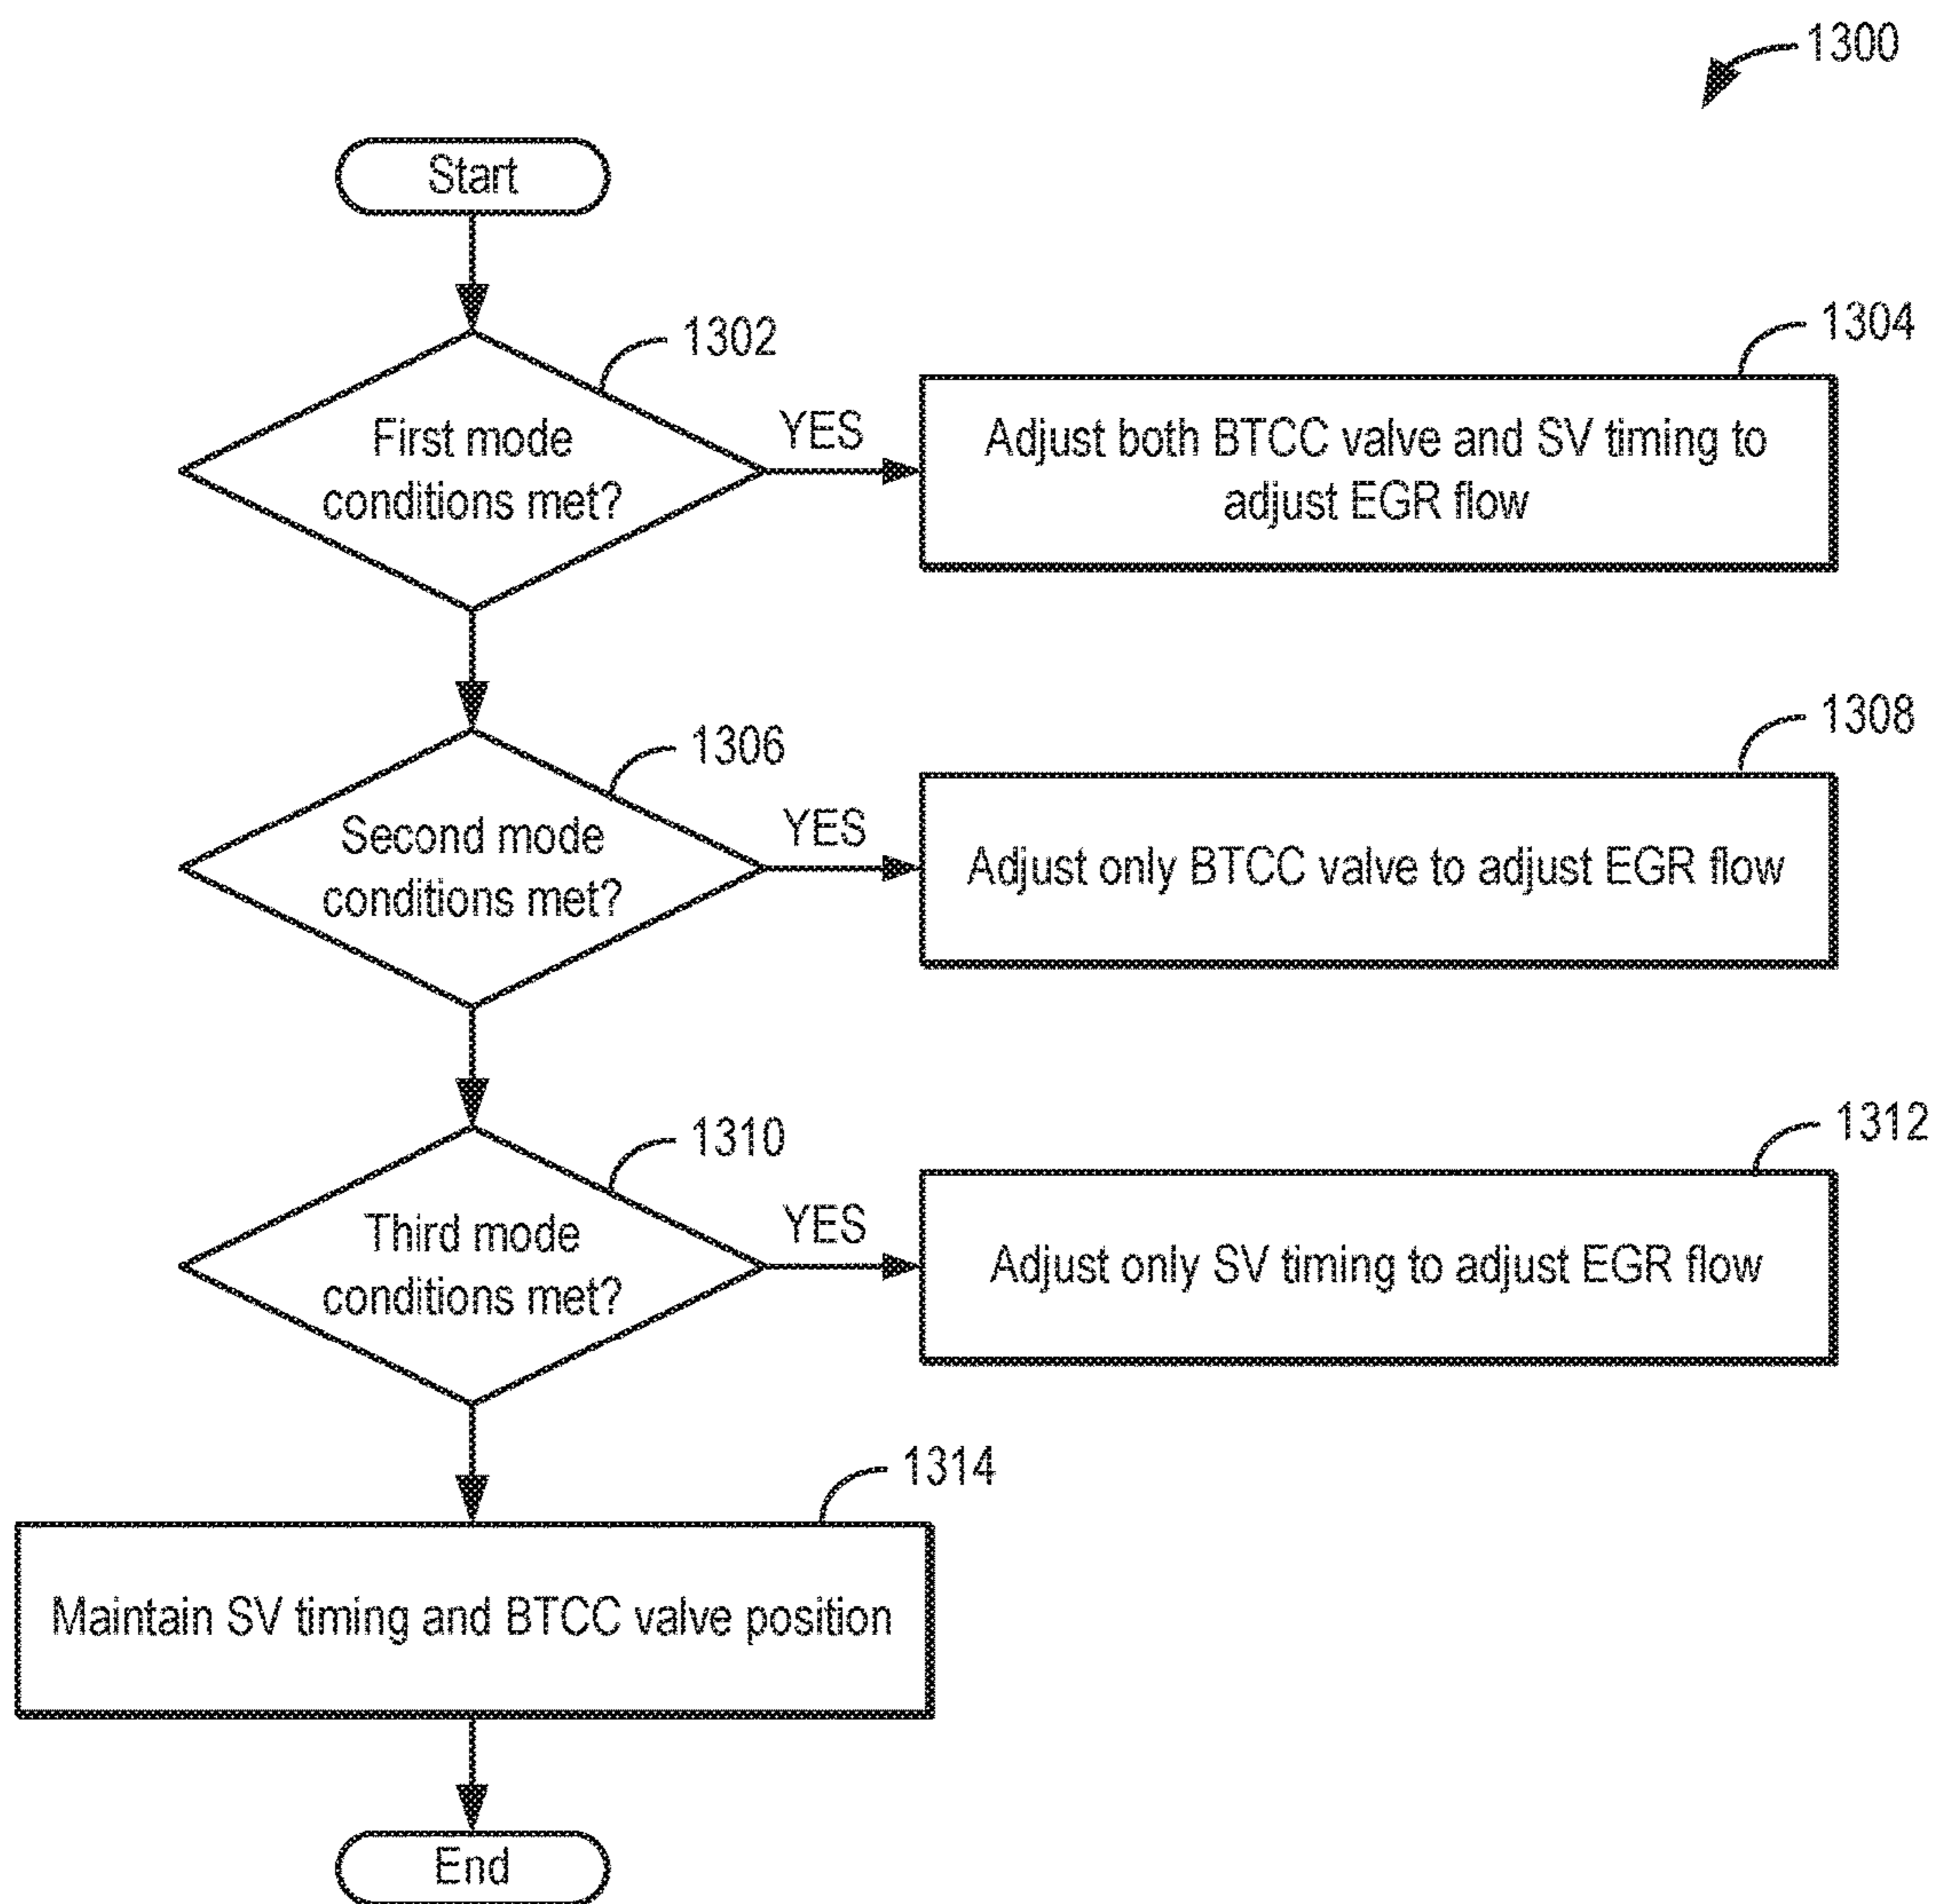 1300
Start
1302
1304
First mode
conditions met?
YES
Adjust both BTCC valve and SV timing to
adjust EGR flow
1306
1308
Second mode
conditions met?
YES
Adjust only BTCC valve to adjust EGR flow
1310
1312
Third mode
conditions met?
YES
Adjust only SV timing to adjust EGR flow
1314
Maintain SV timing and BTCC valve position
End